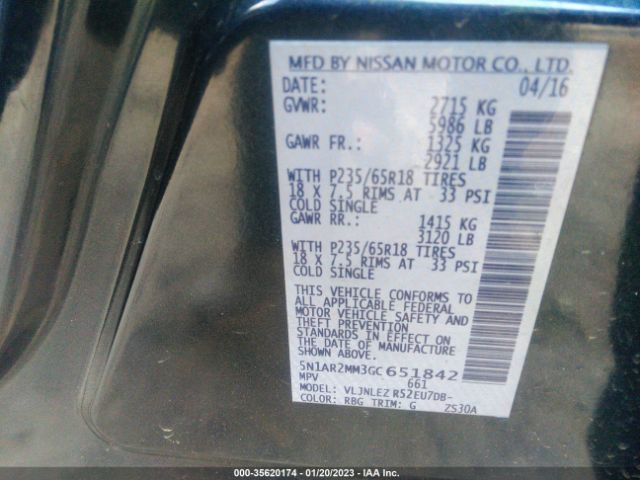 MFD BY NISSAN MOTOR CO., LTD.
DATE: 04/16
GVWR: 2715 KG
5986 LB
GAWR FR.: 1325 KG
2921 LB
WITH P235/65R18 TIRES
18 X 7.5 RIMS AT 33 PSI
COLD SINGLE
GAWR RR.: 1415 KG
3120 LB
WITH P235/65R18 TIRES
18 X 7.5 RIMS AT 33 PSI
COLD SINGLE
THIS VEHICLE CONFORMS TO
ALL APPLICABLE FEDERAL
MOTOR VEHICLE SAFETY AND
THEFT PREVENTION
STANDARDS IN EFFECT ON
THE DATE OF MANUFACTURE
SHOWN ABOVE.
5N1AR2MM3GC651842
MPV 661
MODEL: VLJNLEZ R52EU7DB-
COLOR: RBG TRIM: G ZS30A
000-35620174 | 01/20/2023 - IAA Inc.